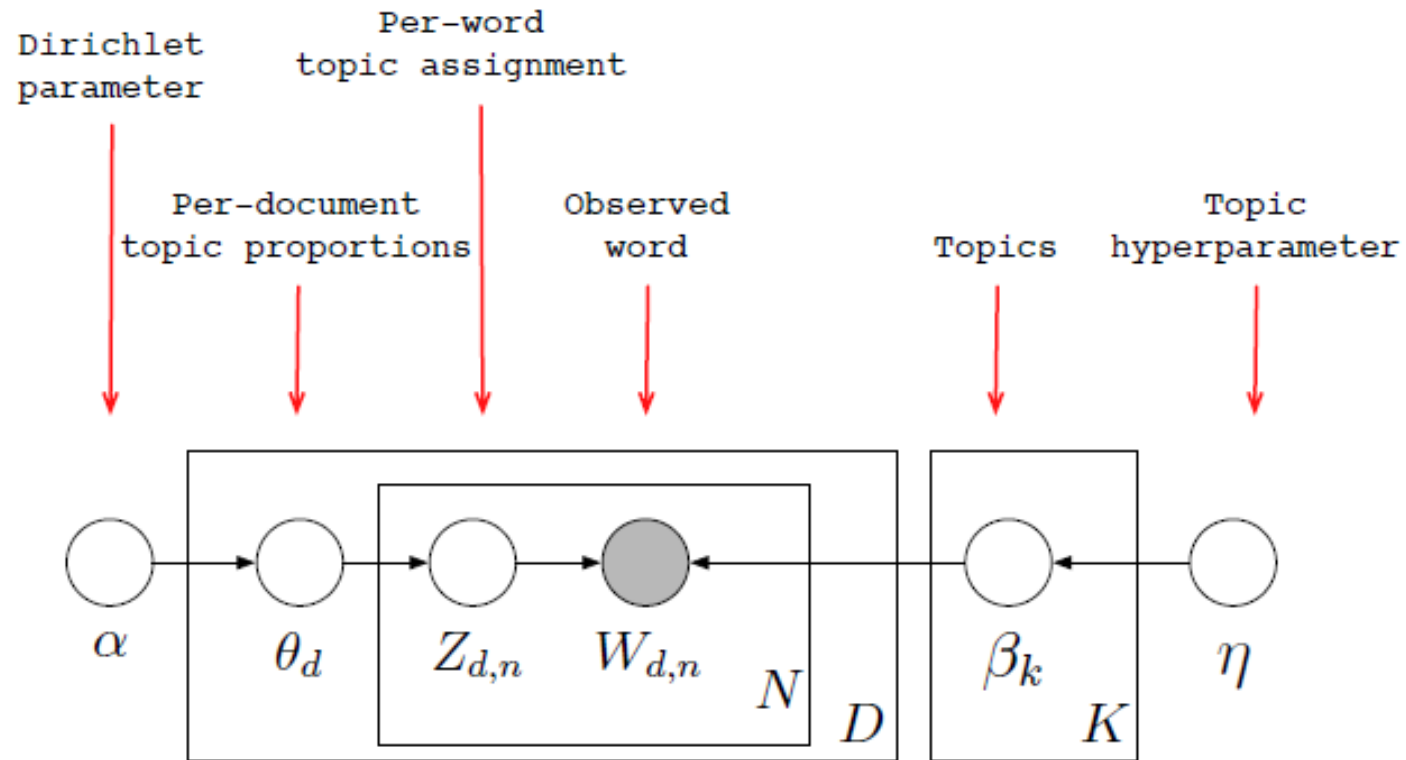 Dirichlet
parameter
Per-word
topic assignment
Per-document
topic proportions
Observed
word
Topics
Topic
hyperparameter
α
θd
Zd,n
Wd,n
N
D
βk
K
η